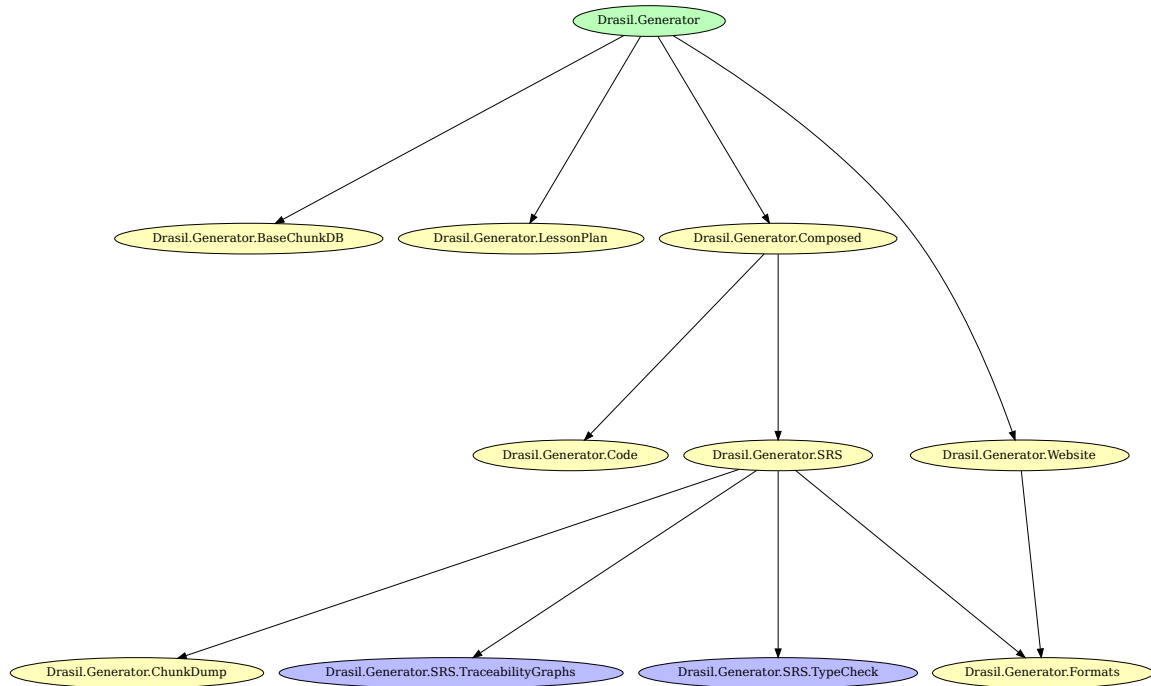 Drasil.Generator
Drasil.Generator.BaseChunkDB
Drasil.Generator.LessonPlan
Drasil.Generator.Composed
Drasil.Generator.Code
Drasil.Generator.SRS
Drasil.Generator.Website
Drasil.Generator.ChunkDump
Drasil.Generator.SRS.TraceabilityGraphs
Drasil.Generator.SRS.TypeCheck
Drasil.Generator.Formats